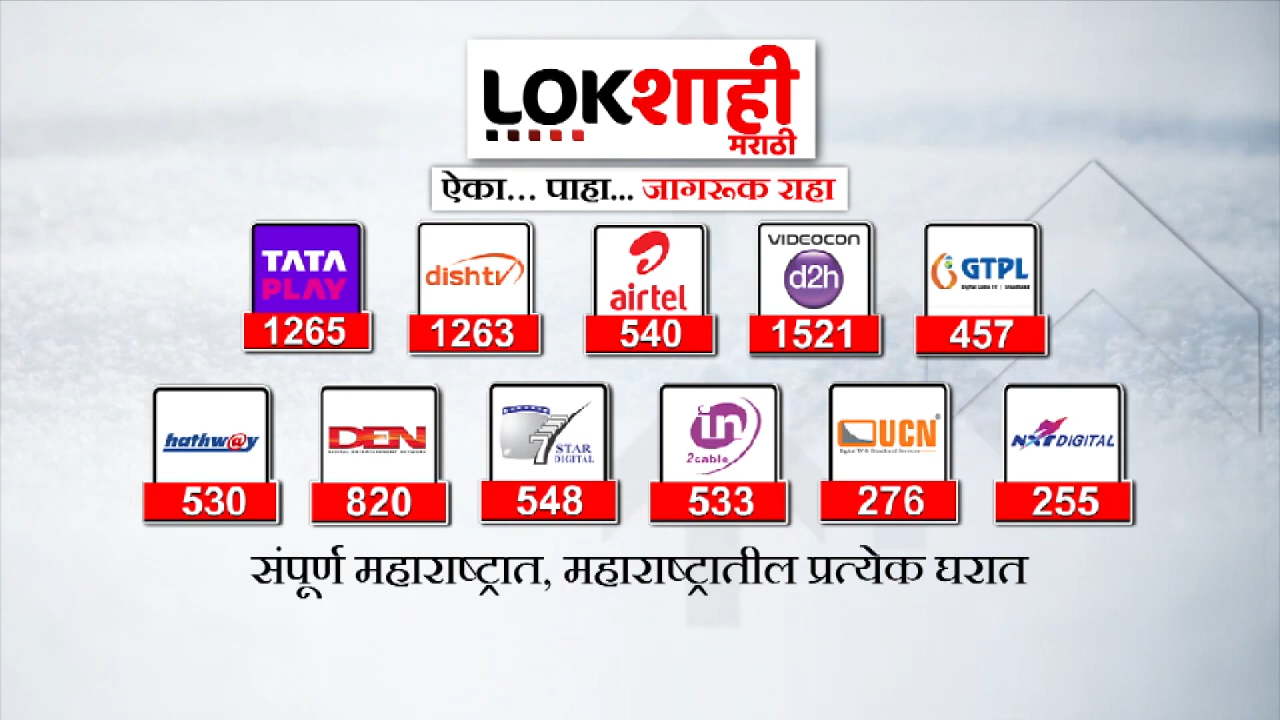 LOKशाही
मराठी
ऐका... पाहा... जागरूक राहा
TATA PLAY
dishtv
airtel
VIDEOCON d2h
GTPL
1265
1263
540
1521
457
hathw@y
DEN
7 STAR DIGITAL
in 2cable
UCN
NXTDIGITAL
530
820
548
533
276
255
संपूर्ण महाराष्ट्रात, महाराष्ट्रातील प्रत्येक घरात